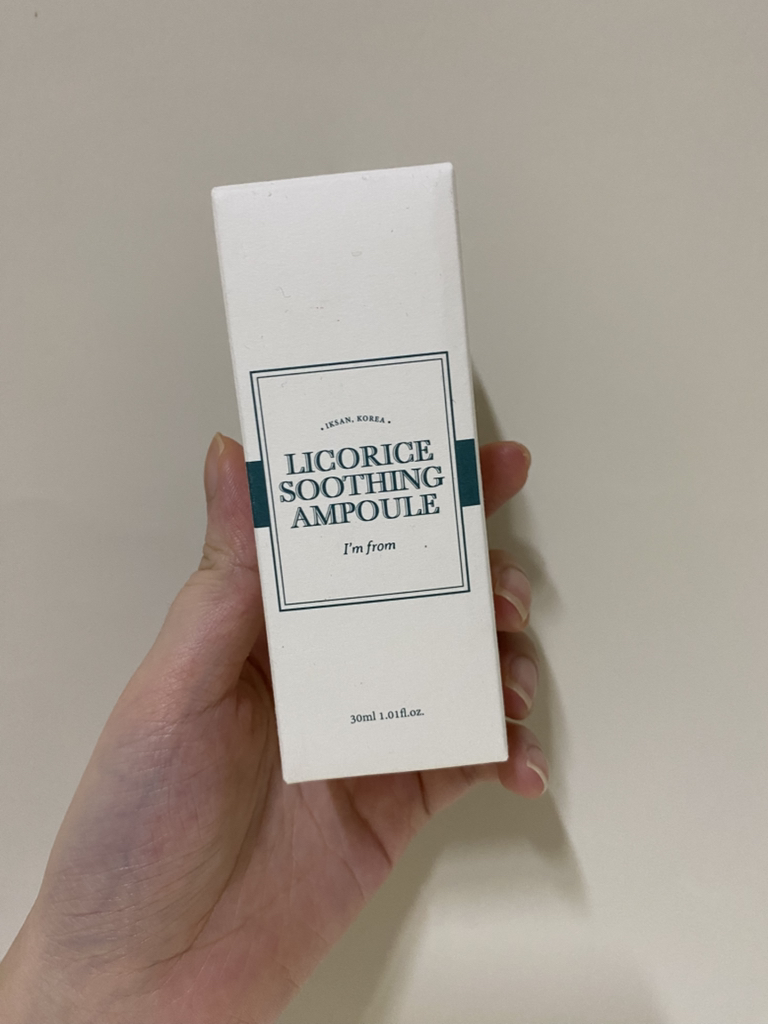 • IKSAN, KOREA •
LICORICE
SOOTHING
AMPOULE
I'm from
30ml 1.01fl.oz.